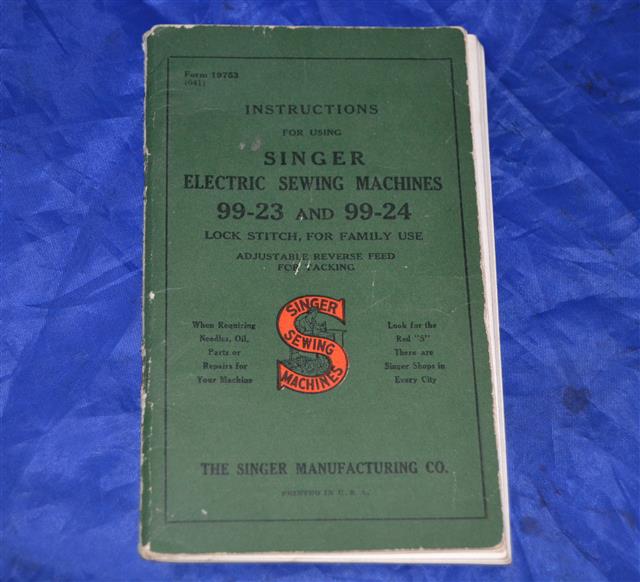 Form 19753
(641)
INSTRUCTIONS
FOR USING
SINGER
ELECTRIC SEWING MACHINES
99-23 AND 99-24
LOCK STITCH, FOR FAMILY USE
ADJUSTABLE REVERSE FEED
FOR TACKING
When Requiring
Needles, Oil,
Parts or
Repairs for
Your Machine
SINGER
SEWING
MACHINES
Look for the
Red "S"
There are
Singer Shops in
Every City
THE SINGER MANUFACTURING CO.
PRINTED IN U. S. A.